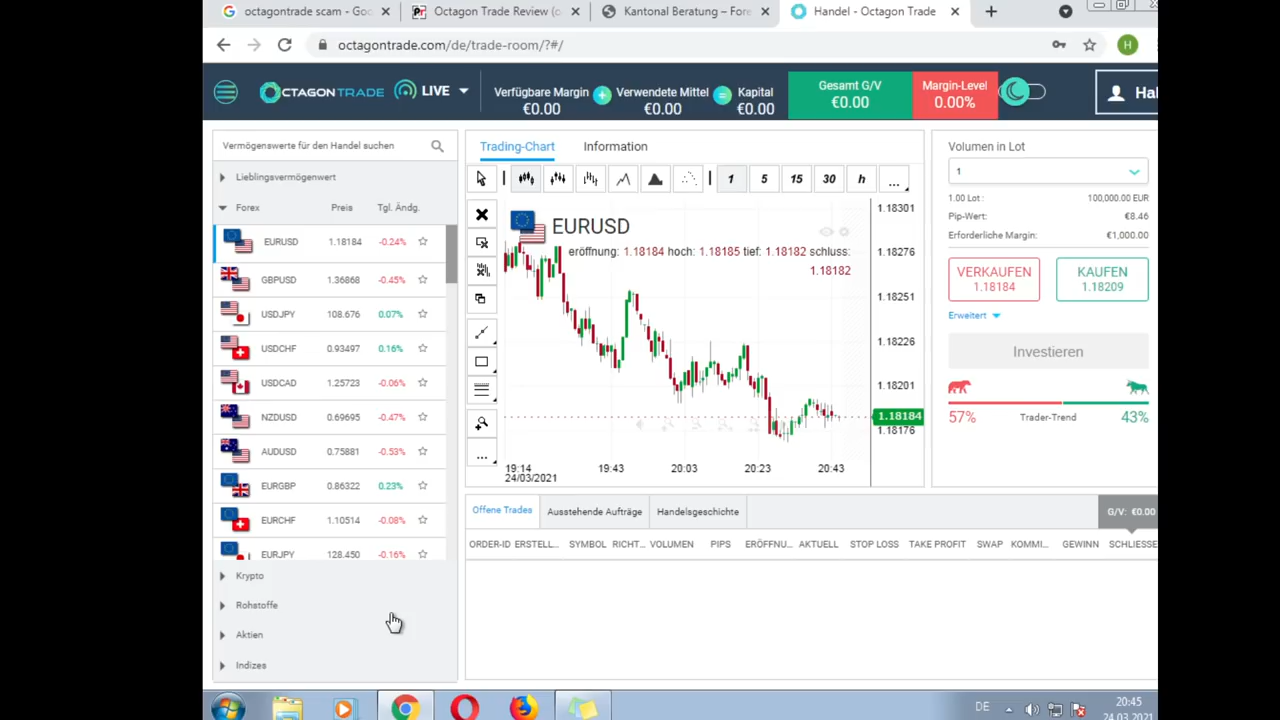 octagontrade scam - Goo
Octagon Trade Review (o
Kantonal Beratung – Fore
Handel - Octagon Trade
octagontrade.com/de/trade-room/?#/
H
OCTAGON TRADE
LIVE
Verfügbare Margin
€0.00
Verwendete Mittel
€0.00
Kapital
€0.00
Gesamt G/V
€0.00
Margin-Level
0.00%
Hal
Vermögenswerte für den Handel suchen
Lieblingsvermögenwert
Forex Preis Tgl. Ändg.
EURUSD 1.18184 -0.24%
GBPUSD 1.36868 -0.45%
USDJPY 108.676 0.07%
USDCHF 0.93497 0.16%
USDCAD 1.25723 -0.06%
NZDUSD 0.69695 -0.47%
AUDUSD 0.75881 -0.53%
EURGBP 0.86322 0.23%
EURCHF 1.10514 -0.08%
EURJPY 128.450 -0.16%
Krypto
Rohstoffe
Aktien
Indizes
Trading-Chart Information
1 5 15 30 h ...
EURUSD
eröffnung: 1.18184 hoch: 1.18185 tief: 1.18182 schluss:
1.18182
1.18301
1.18276
1.18251
1.18226
1.18201
1.18184
1.18176
19:14 19:43 20:03 20:23 20:43
24/03/2021
Volumen in Lot
1
1.00 Lot : 100,000.00 EUR
Pip-Wert: €8.46
Erforderliche Margin: €1,000.00
VERKAUFEN
1.18184
KAUFEN
1.18209
Erweitert
Investieren
57% Trader-Trend 43%
Offene Trades Ausstehende Aufträge Handelsgeschichte
G/V: €0.00
ORDER-ID ERSTELL... SYMBOL RICHT... VOLUMEN PIPS ERÖFFNU... AKTUELL STOP LOSS TAKE PROFIT SWAP KOMMI... GEWINN SCHLIESSE
DE
20:45
24.03.2021